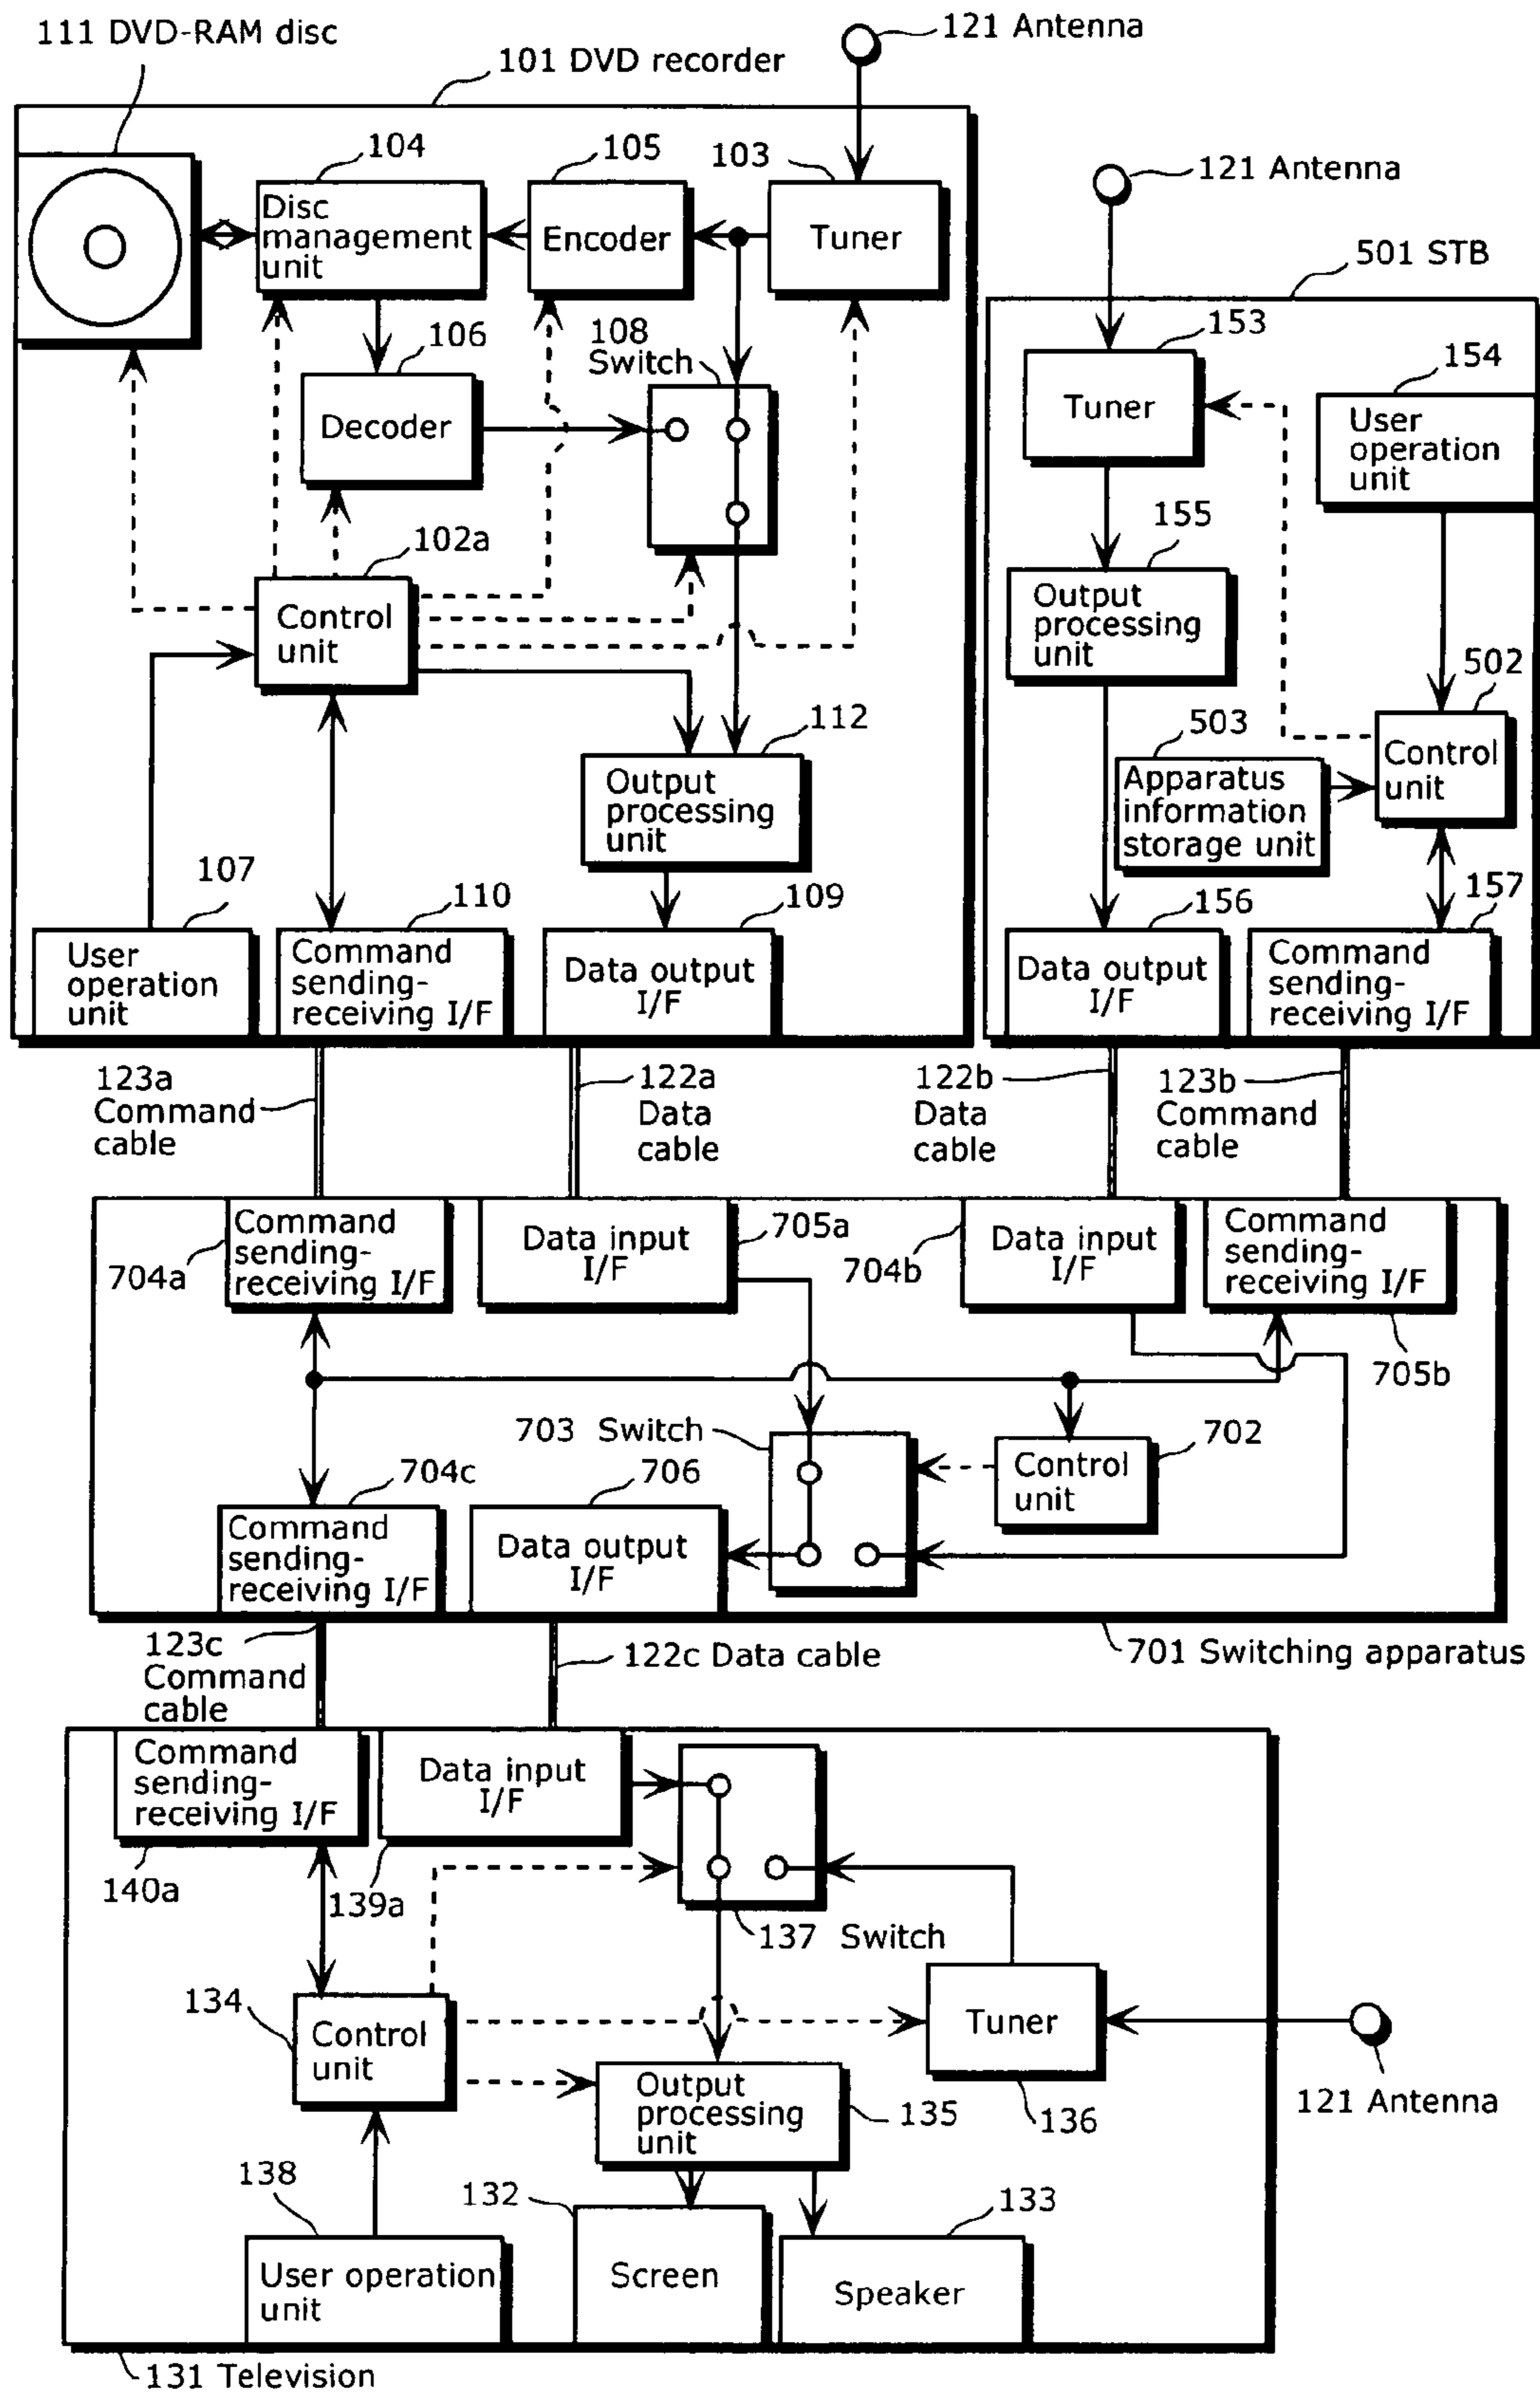 111 DVD-RAM disc
121 Antenna
101 DVD recorder
104
105
103
121 Antenna
Disc
management
unit
Encoder
Tuner
501 STB
106
108
Switch
153
154
Decoder
Tuner
User
operation
unit
102a
155
Control
unit
Output
processing
unit
502
112
503
Control
unit
Output
processing
unit
Apparatus
information
storage unit
107
110
109
156
157
User
operation
unit
Command
sending-
receiving I/F
Data output
I/F
Data output
I/F
Command
sending-
receiving I/F
123a
Command
cable
122a
Data
cable
122b
Data
cable
123b
Command
cable
Command
sending-
receiving I/F
704a
Data input
I/F
705a
704b
Data input
I/F
Command
sending-
receiving I/F
705b
703 Switch
702
Control
unit
704c
706
Command
sending-
receiving I/F
Data output
I/F
123c
Command
cable
122c Data cable
701 Switching apparatus
Command
sending-
receiving I/F
Data input
I/F
140a
139a
137 Switch
134
Control
unit
Tuner
121 Antenna
136
Output
processing
unit
135
138
132
133
User operation
unit
Screen
Speaker
131 Television